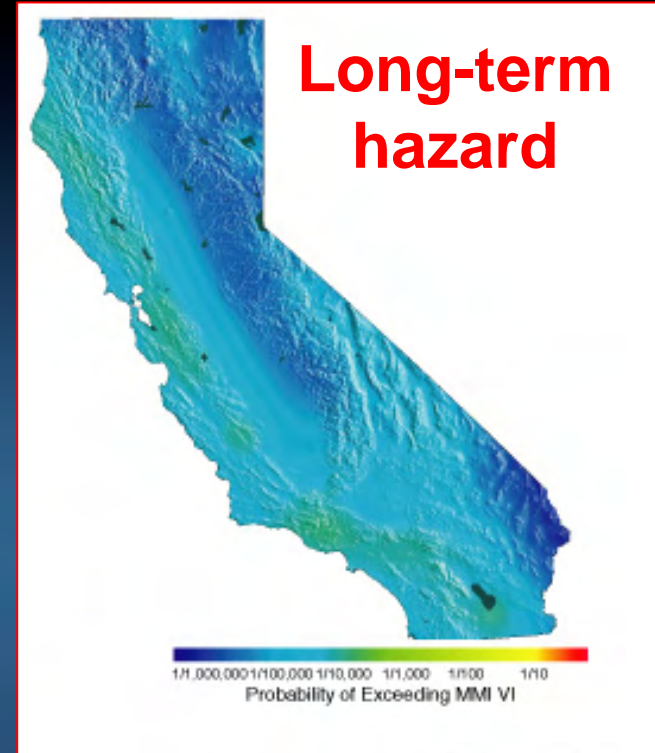 Long-term
hazard
1/1,000,000 1/100,000 1/10,000 1/1,000 1/100 1/10
Probability of Exceeding MMI VI